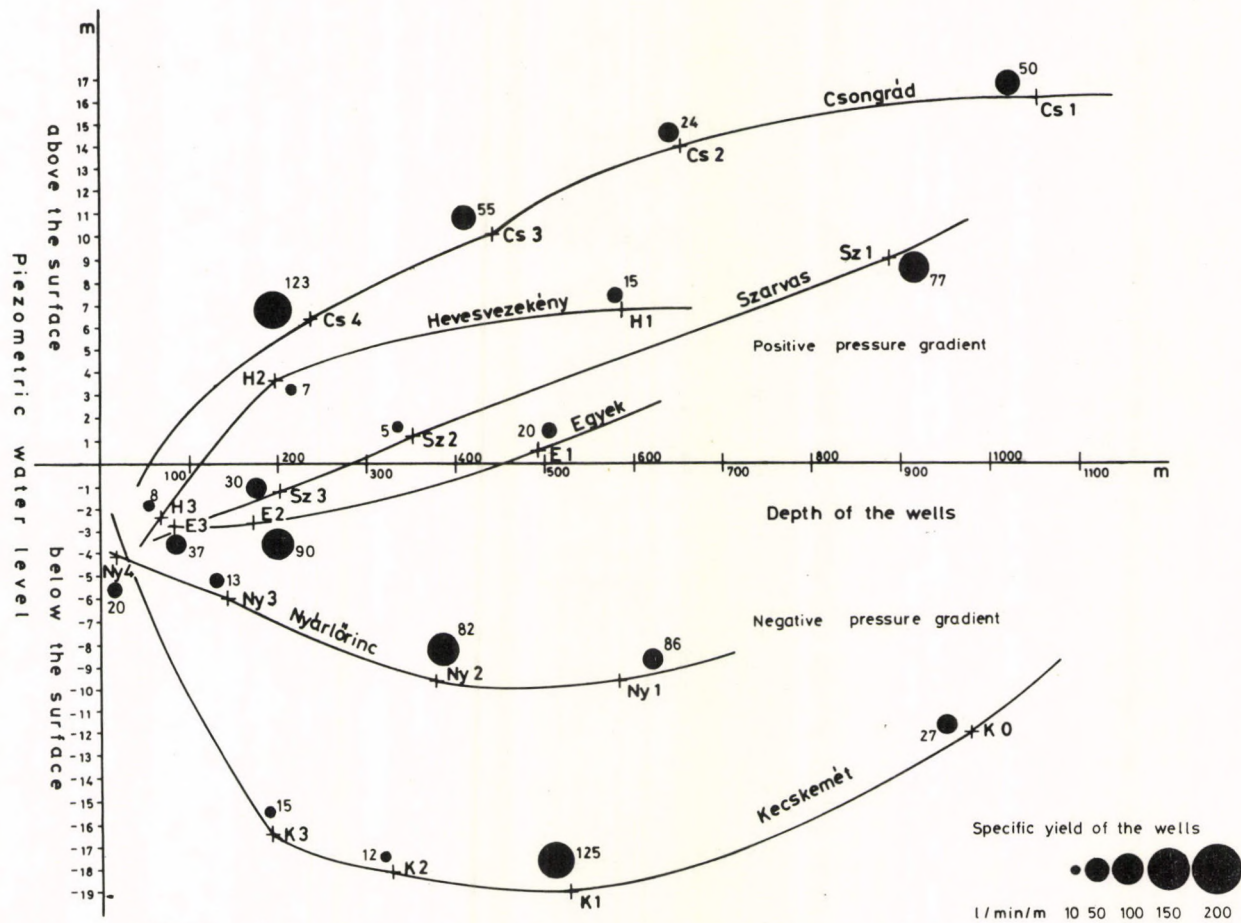 m
17
16
15
14
13
12
11
10
9
8
7
6
5
4
3
2
1
-1
-2
-3
-4
-5
-6
-7
-8
-9
-10
-11
-12
-13
-14
-15
-16
-17
-18
-19
Piezometric water level
above the surface
below the surface
100 200 300 400 500 600 700 800 900 1000 1100 m
Depth of the wells
Csongrád
50
Cs 1
24
Cs 2
55
Cs 3
123
Cs 4
Hevesvezekény
15
H 1
H2
7
8
H 3
Szarvas
Sz 1
77
5
Sz 2
30
Sz 3
Positive pressure gradient
Egyek
20
E 1
E2
90
E3
37
Negative pressure gradient
Nyárlőrinc
Ny4
20
13
Ny3
82
Ny 2
86
Ny 1
Kecskemét
27
K 0
15
K3
12
K2
125
K1
Specific yield of the wells
l/min/m 10 50 100 150 200